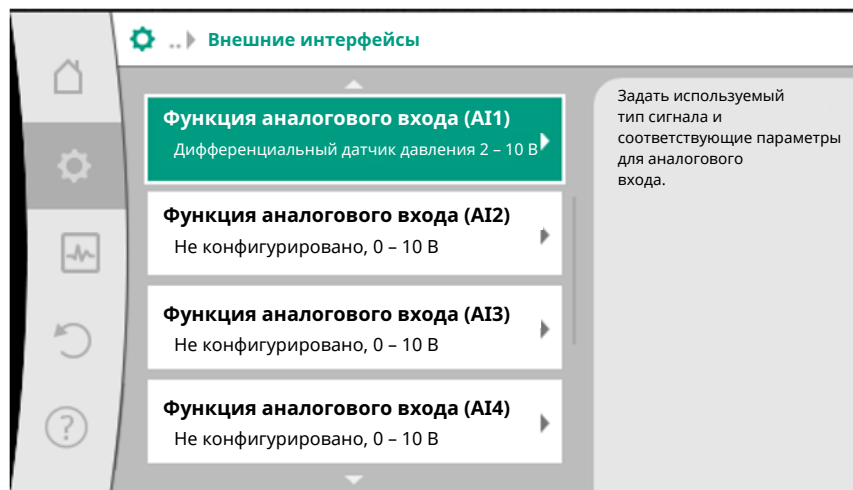 .. Внешние интерфейсы
Функция аналогового входа (AI1)
Дифференциальный датчик давления 2 – 10 В
Функция аналогового входа (AI2)
Не конфигурировано, 0 – 10 В
Функция аналогового входа (AI3)
Не конфигурировано, 0 – 10 В
Функция аналогового входа (AI4)
Не конфигурировано, 0 – 10 В
Задать используемый
тип сигнала и
соответствующие параметры
для аналогового
входа.
?